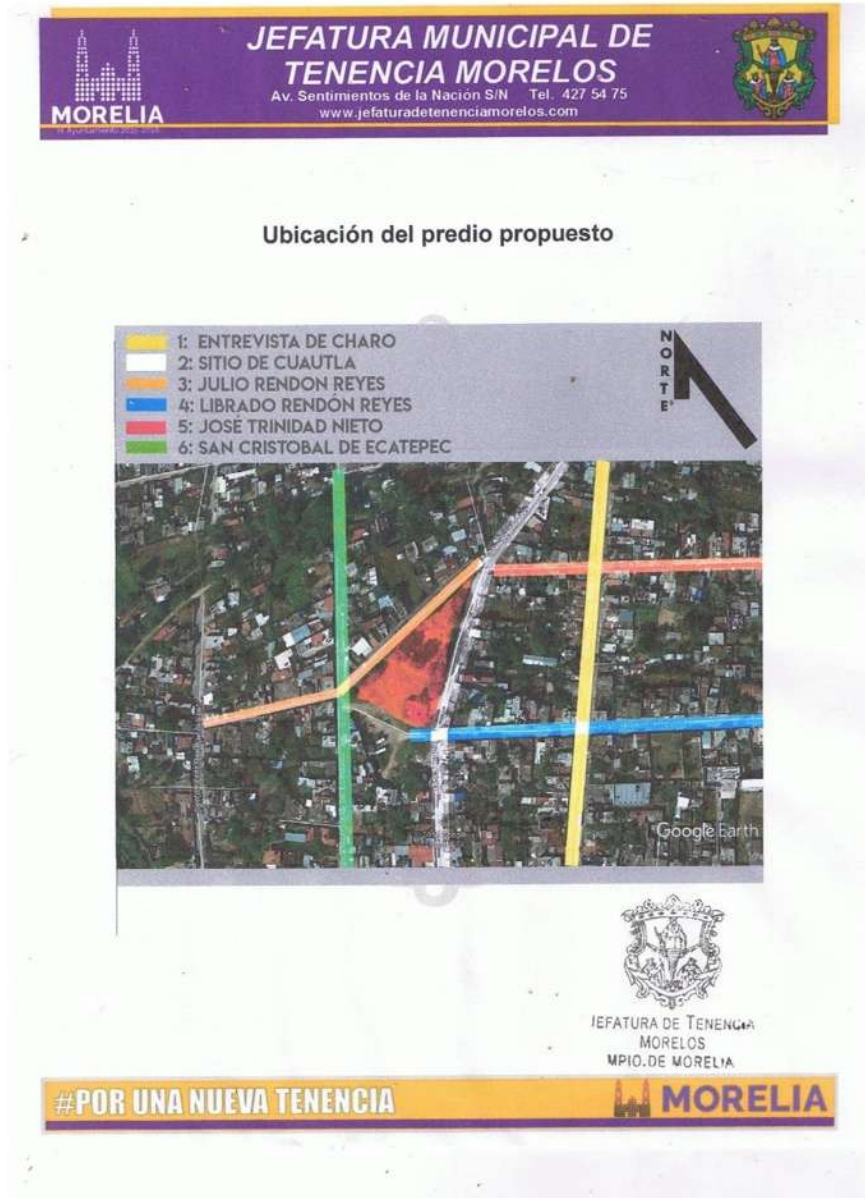 JEFATURA MUNICIPAL DE
TENENCIA MORELOS
Av. Sentimientos de la Nación S/N Tel. 427 54 75
www.jefaturadetenenciamorelos.com
MORELIA
Ubicación del predio propuesto
1: ENTREVISTA DE CHARO
2: SITIO DE CUAUTLA
3: JULIO RENDON REYES
4: LIBRADO RENDÓN REYES
5: JOSÉ TRINIDAD NIETO
6: SAN CRISTOBAL DE ECATEPEC
NORTE
Google Earth
JEFATURA DE TENENCIA
MORELOS
MPIO. DE MORELIA
#POR UNA NUEVA TENENCIA
MORELIA